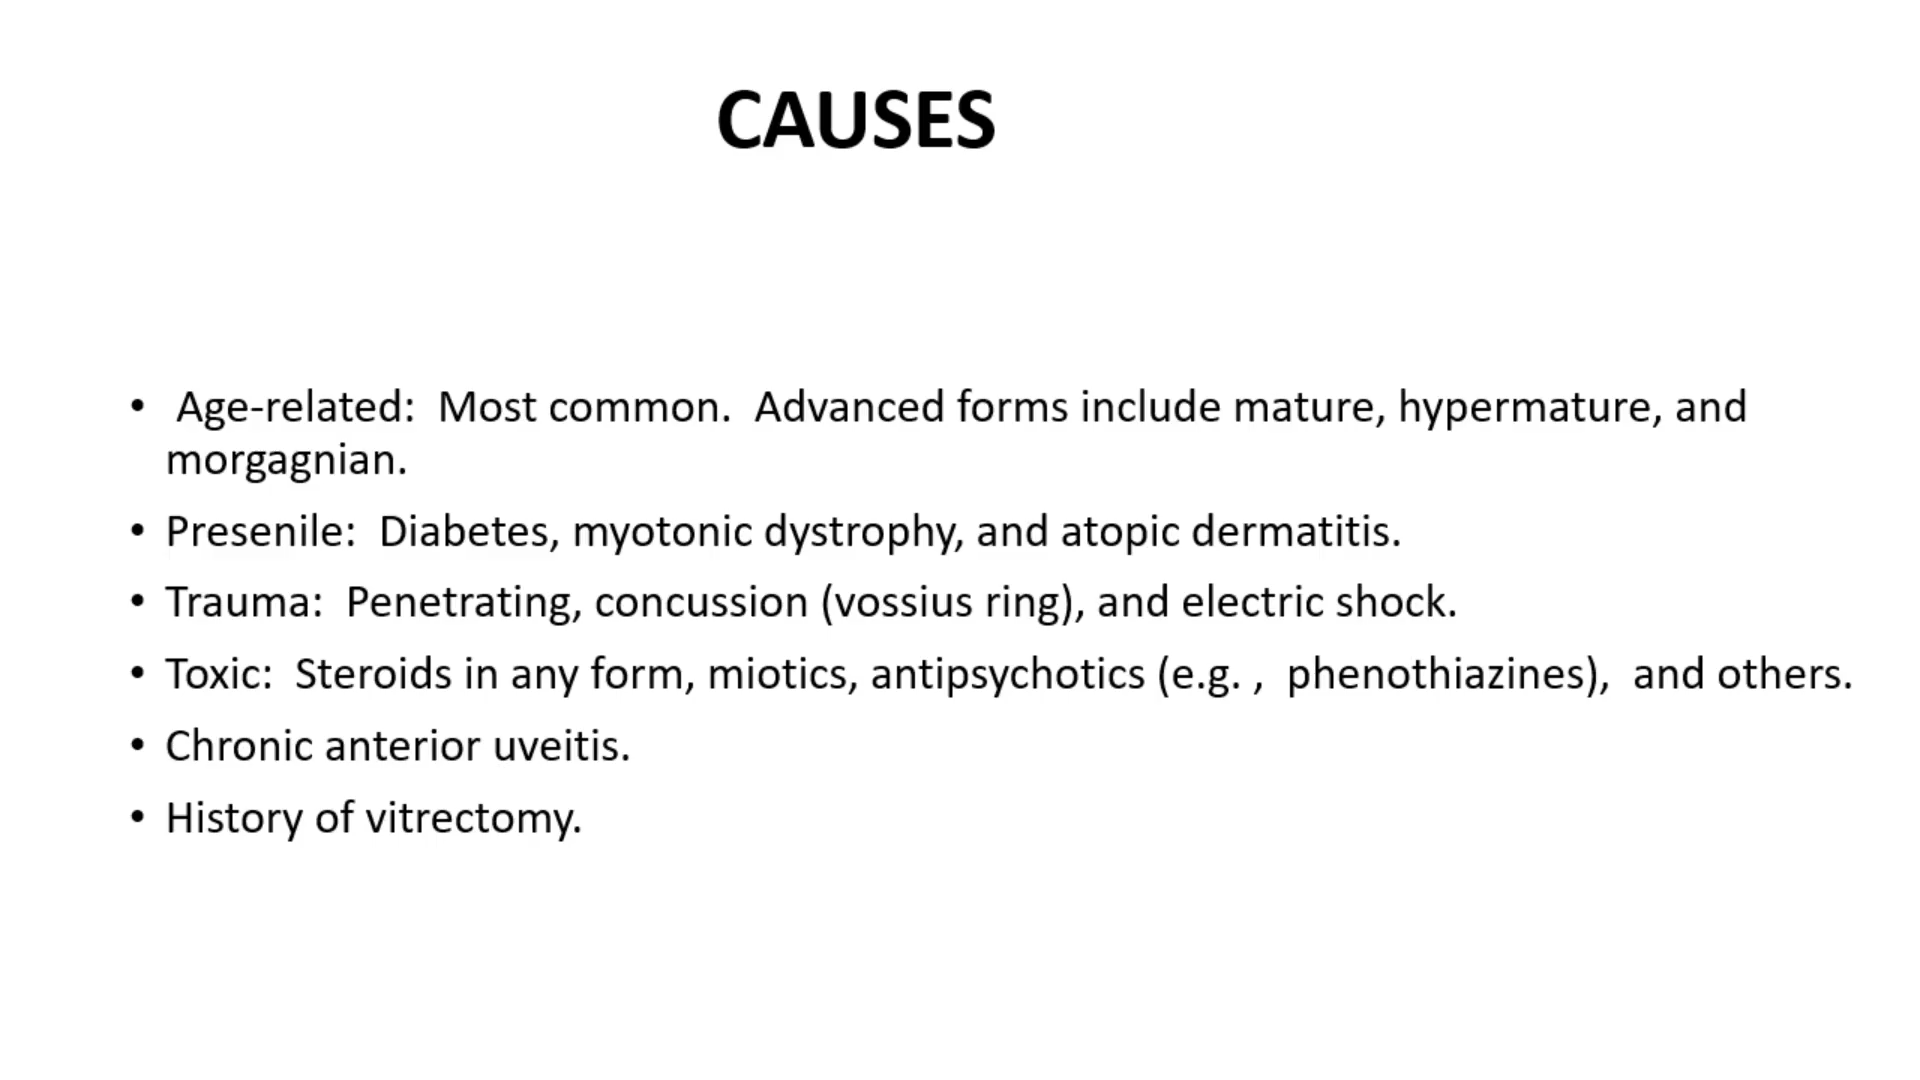 CAUSES
• Age-related:  Most common.  Advanced forms include mature, hypermature, and
morgagnian.
• Presenile:  Diabetes, myotonic dystrophy, and atopic dermatitis.
• Trauma:  Penetrating, concussion (vossius ring), and electric shock.
• Toxic:  Steroids in any form, miotics, antipsychotics (e.g. ,  phenothiazines),  and others.
• Chronic anterior uveitis.
• History of vitrectomy.